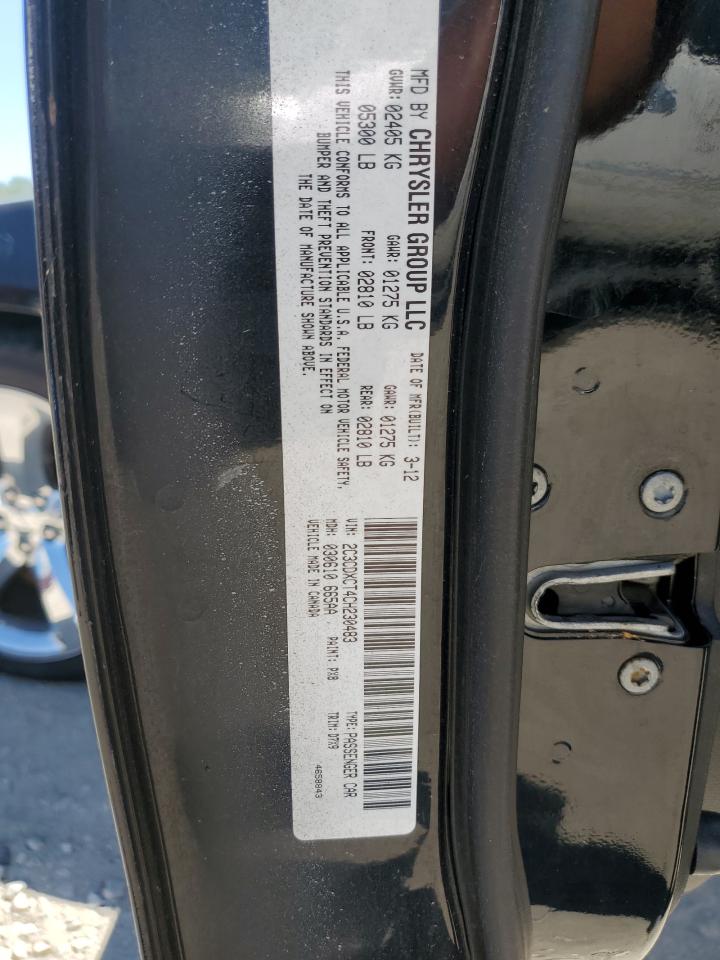 MFD BY CHRYSLER GROUP LLC DATE OF MFR(BUILT): 3-12
GVWR: 02405 KG GAWR: 01275 KG GAWR: 01275 KG
05300 LB FRONT: 02810 LB REAR: 02810 LB
THIS VEHICLE CONFORMS TO ALL APPLICABLE U.S.A. FEDERAL MOTOR VEHICLE SAFETY,
BUMPER AND THEFT PREVENTION STANDARDS IN EFFECT ON
THE DATE OF MANUFACTURE SHOWN ABOVE.
VIN: 2C3CDXCT4CH230483 TYPE: PASSENGER CAR
MDH: 030610 665AA PAINT: PX8 TRIM: D7X9
VEHICLE MADE IN CANADA 4658843